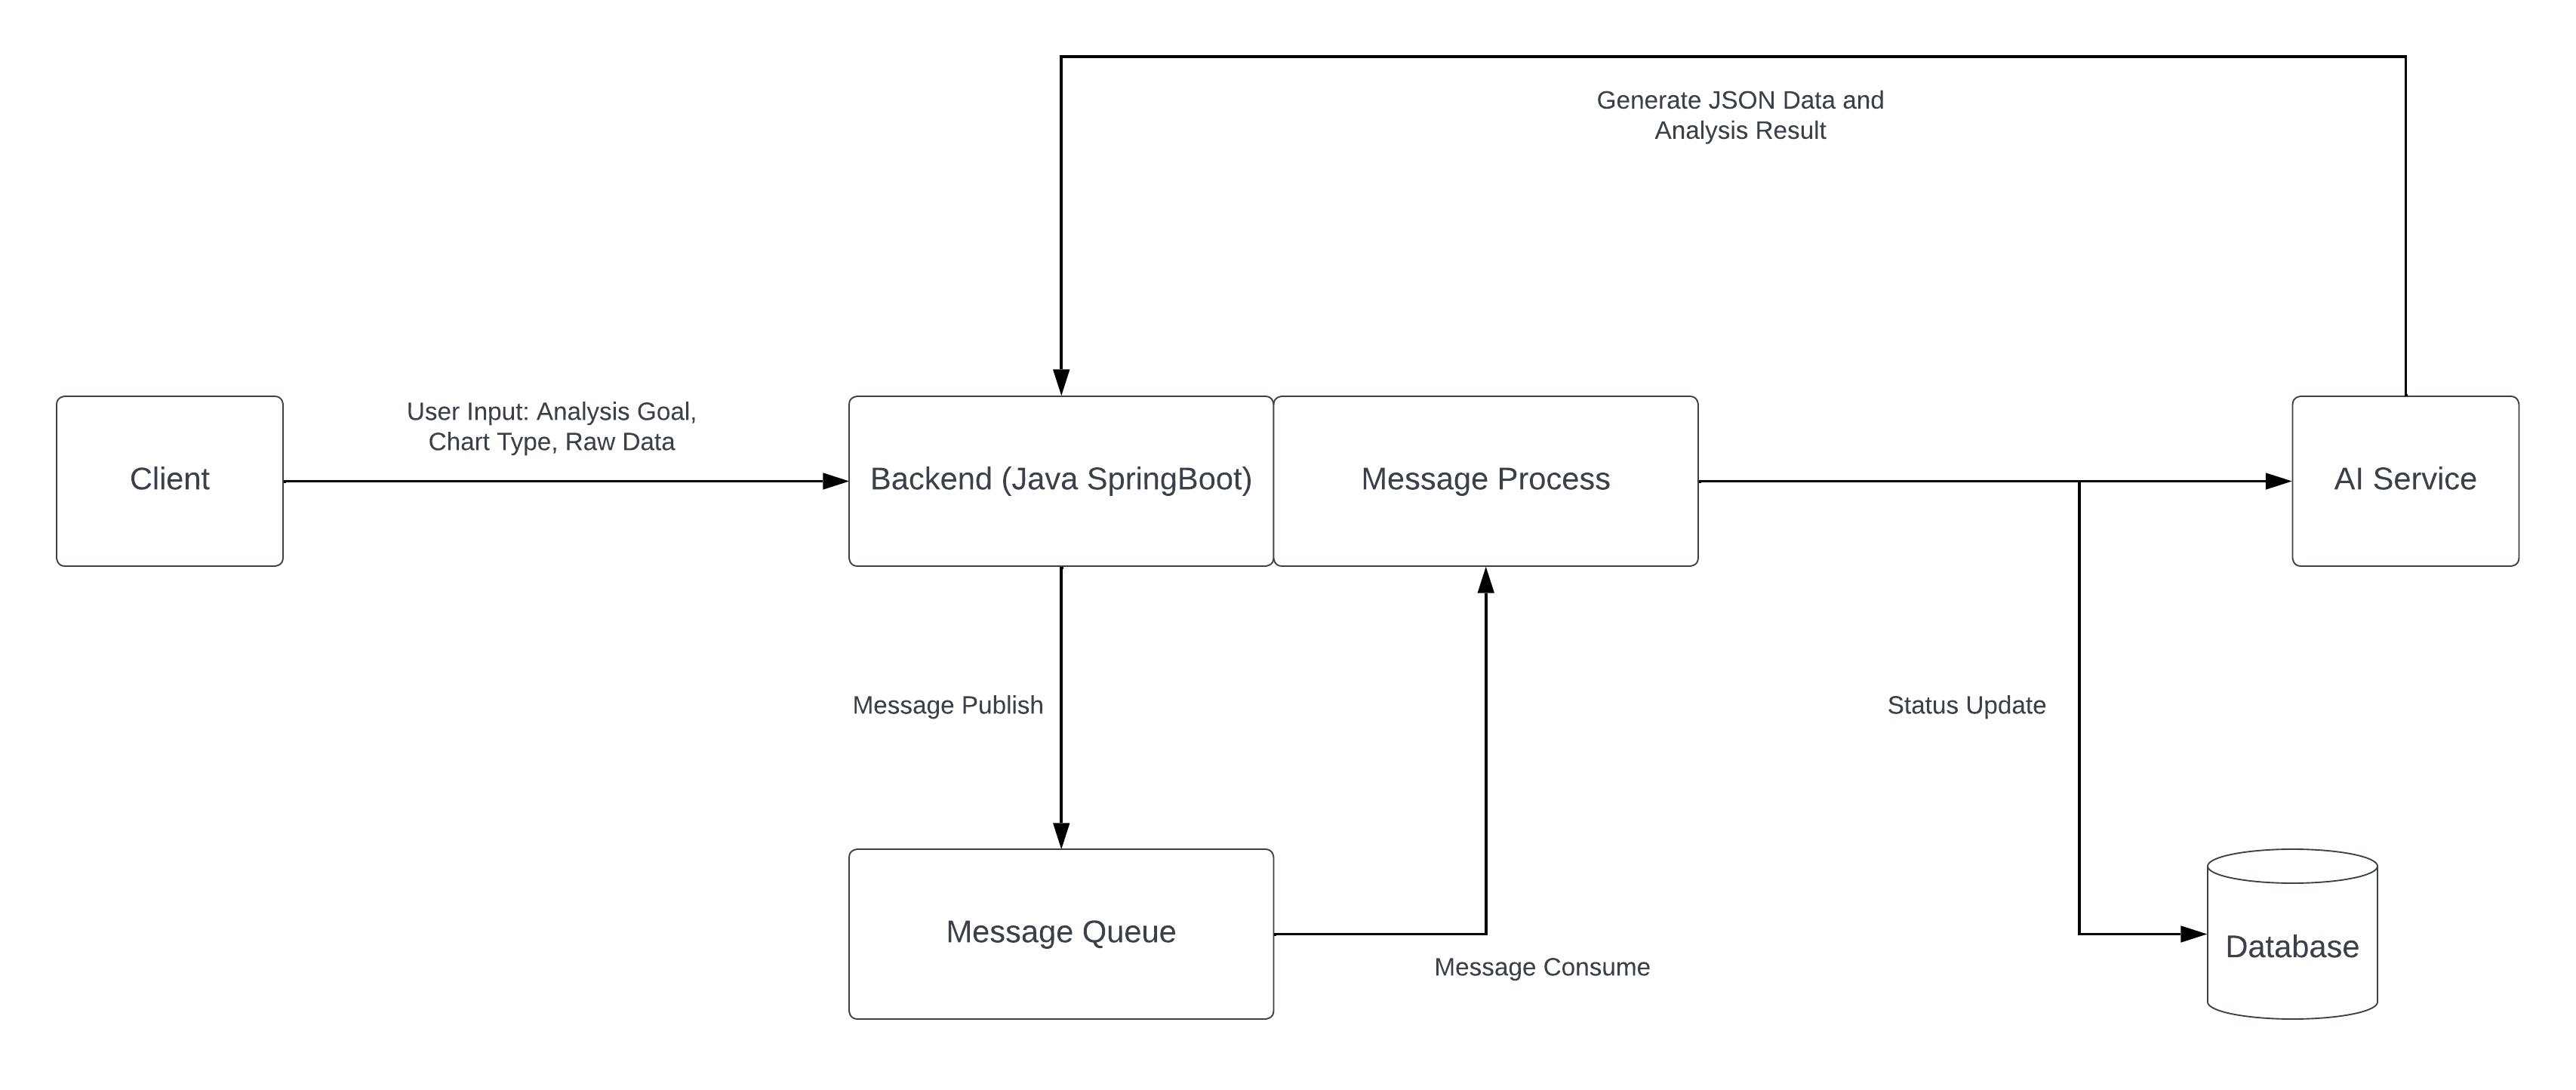 Generate JSON Data and
Analysis Result
User Input: Analysis Goal,
Chart Type, Raw Data
Client
Backend (Java SpringBoot)
Message Process
AI Service
Message Publish
Status Update
Message Queue
Message Consume
Database